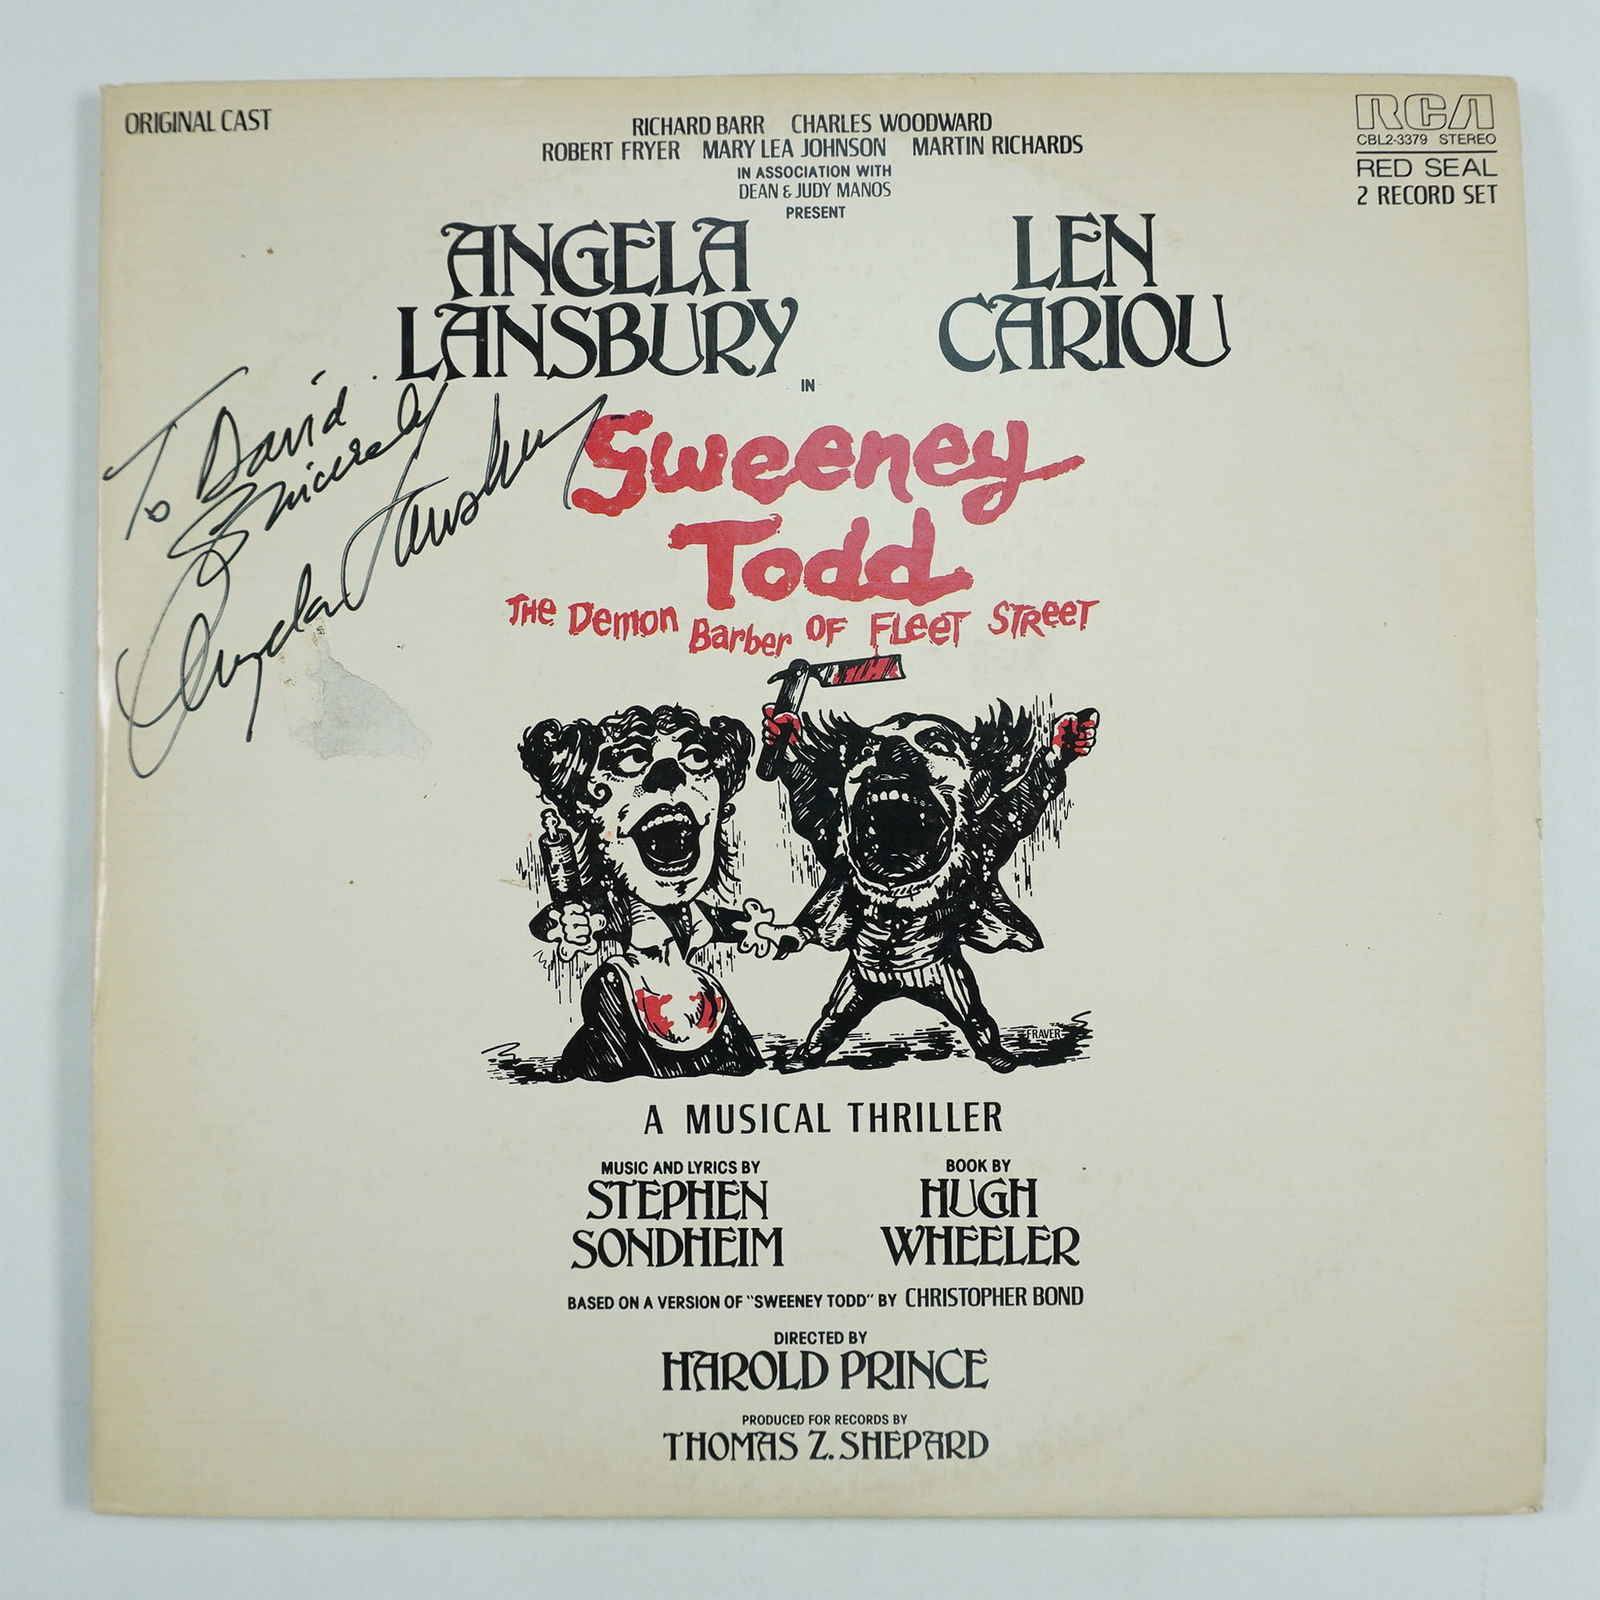 ORIGINAL CAST
RICHARD BARR CHARLES WOODWARD
ROBERT FRYER MARY LEA JOHNSON MARTIN RICHARDS
IN ASSOCIATION WITH
DEAN & JUDY MANOS
PRESENT
RCA
CBL2-3379 STEREO
RED SEAL
2 RECORD SET
ANGELA
LANSBURY
LEN
CARIOU
IN
To David
Sincerely
Angela Lansbury
Sweeney
Todd
THE DEMON BARBER OF FLEET STREET
FRAVER
A MUSICAL THRILLER
MUSIC AND LYRICS BY
STEPHEN
SONDHEIM
BOOK BY
HUGH
WHEELER
BASED ON A VERSION OF "SWEENEY TODD" BY CHRISTOPHER BOND
DIRECTED BY
HAROLD PRINCE
PRODUCED FOR RECORDS BY
THOMAS Z. SHEPARD